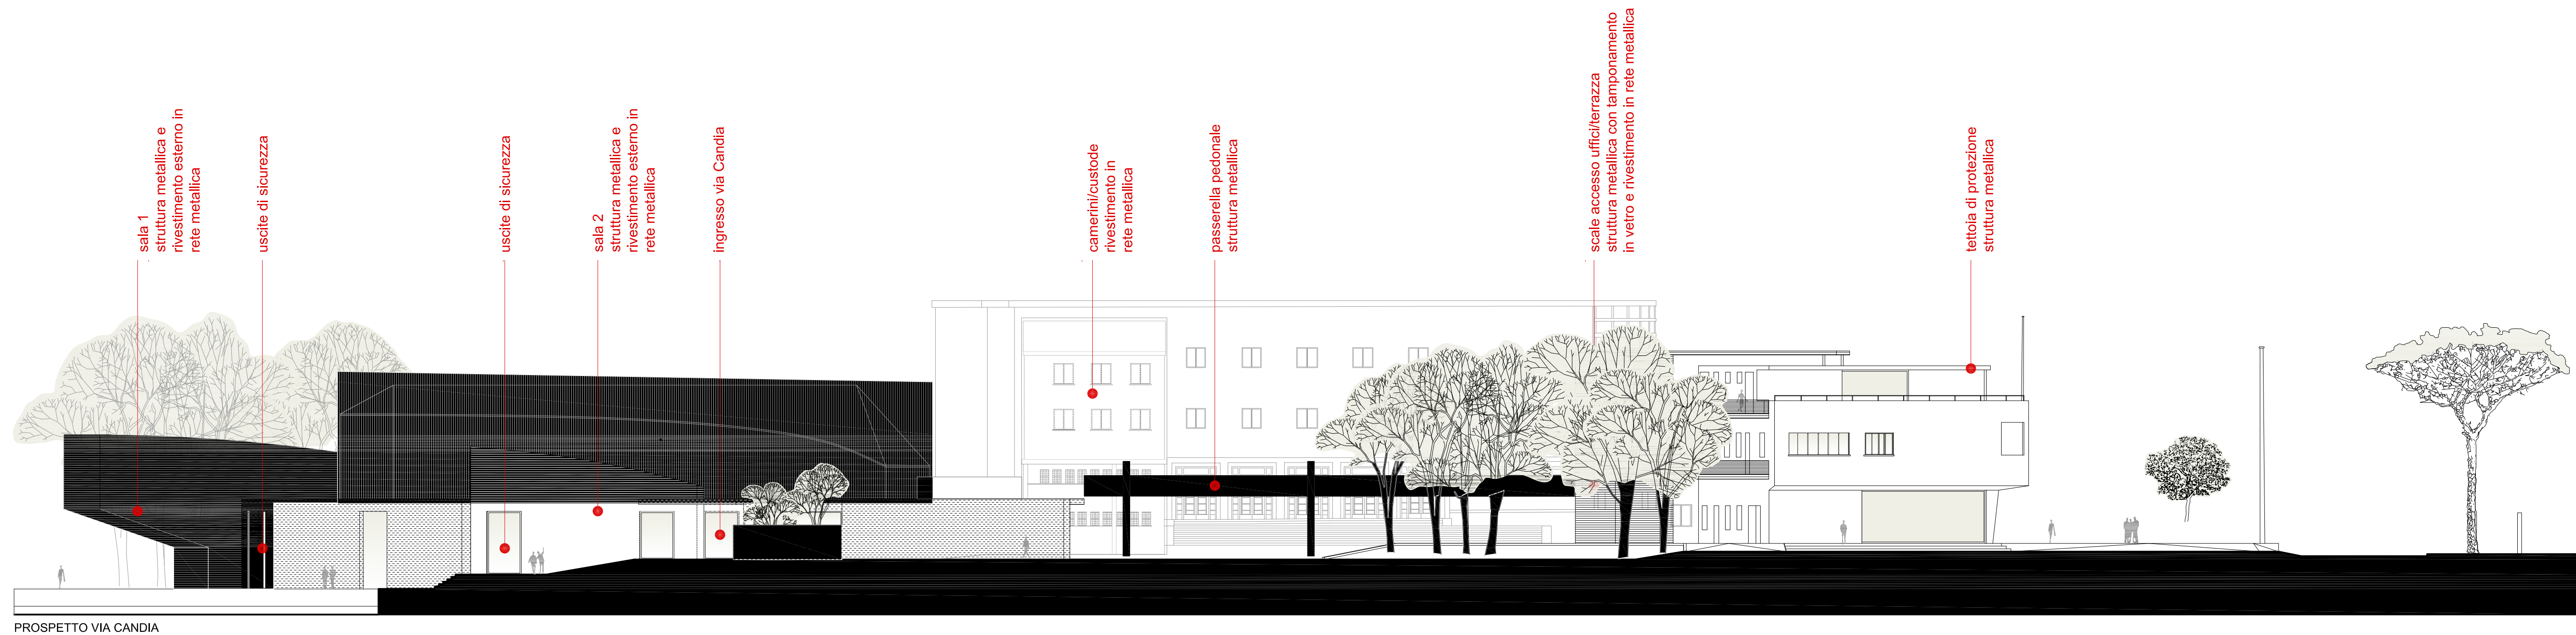 sala 1
struttura metallica e
rivestimento esterno in
rete metallica
uscite di sicurezza
uscite di sicurezza
sala 2
struttura metallica e
rivestimento esterno in
rete metallica
ingresso via Candia
camerini/custode
rivestimento in
rete metallica
passerella pedonale
struttura metallica
scale accesso uffici/terrazza
struttura metallica con tamponamento
in vetro e rivestimento in rete metallica
tettoia di protezione
struttura metallica
PROSPETTO VIA CANDIA